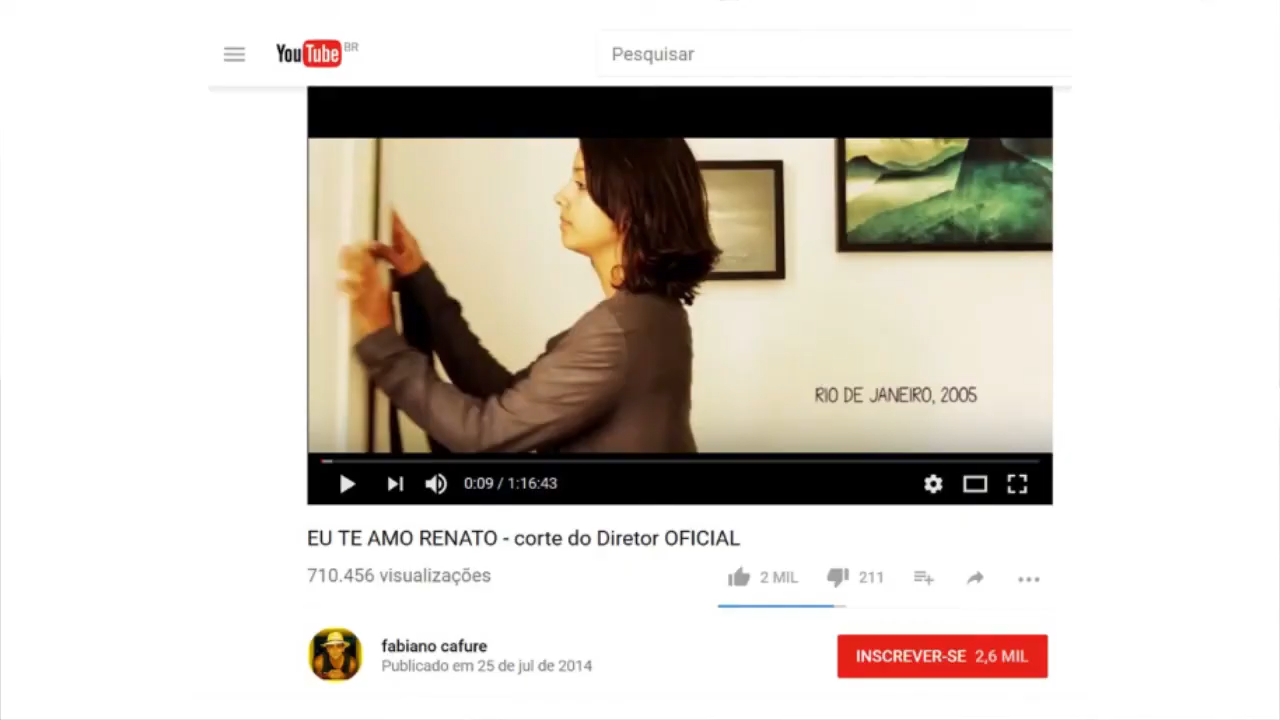 YouTube BR
Pesquisar
RIO DE JANEIRO, 2005
0:09 / 1:16:43
EU TE AMO RENATO - corte do Diretor OFICIAL
710.456 visualizações
2 MIL 211
fabiano cafure
Publicado em 25 de jul de 2014
INSCREVER-SE 2,6 MIL